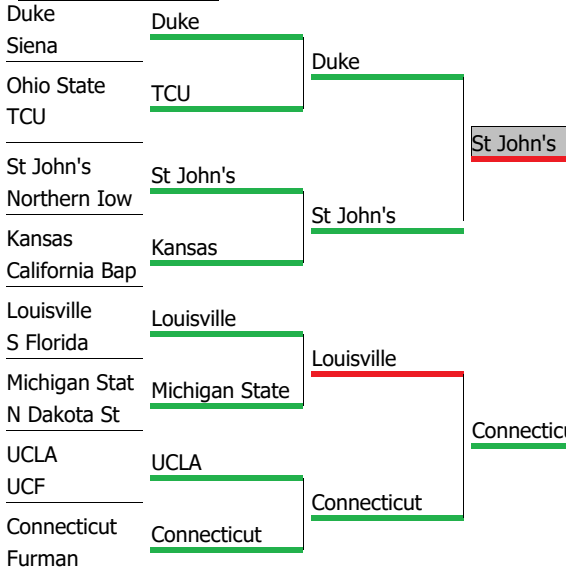 Duke
Siena
Ohio State
TCU
St John's
Northern Iow
Kansas
California Bap
Louisville
S Florida
Michigan Stat
N Dakota St
UCLA
UCF
Connecticut
Furman
Duke
TCU
St John's
Kansas
Louisville
Michigan State
UCLA
Connecticut
Duke
St John's
Louisville
Connecticut
St John's
Connecticu